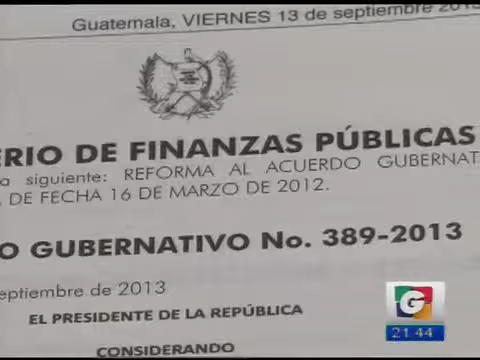 Guatemala, VIERNES 13 de septiembre 2013
ERIO DE FINANZAS PÚBLICAS
a siguiente: REFORMA AL ACUERDO GUBERNAT
DE FECHA 16 DE MARZO DE 2012.
O GUBERNATIVO No. 389-2013
eptiembre de 2013
EL PRESIDENTE DE LA REPÚBLICA
CONSIDERANDO
G
21:44